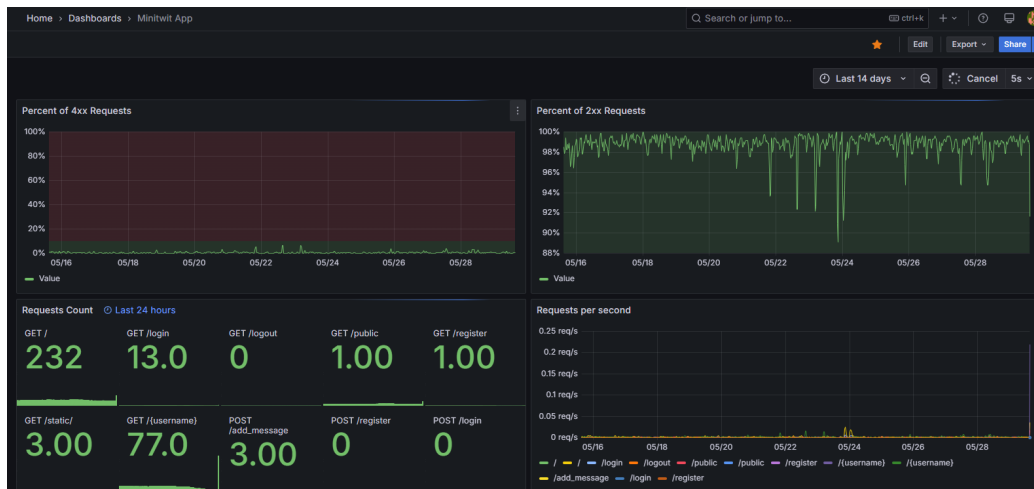 Home > Dashboards > Minitwit App
Search or jump to... ctrl+k
Edit Export Share
Last 14 days Cancel 5s
Percent of 4xx Requests
100%
80%
60%
40%
20%
0%
05/16 05/18 05/20 05/22 05/24 05/26 05/28
Value
Percent of 2xx Requests
100%
98%
96%
94%
92%
90%
88%
05/16 05/18 05/20 05/22 05/24 05/26 05/28
Value
Requests Count Last 24 hours
GET / GET /login GET /logout GET /public GET /register
232 13.0 0 1.00 1.00
GET /static/ GET /{username} POST /add_message POST /register POST /login
3.00 77.0 3.00 0 0
Requests per second
0.25 req/s
0.2 req/s
0.15 req/s
0.1 req/s
0.05 req/s
0 req/s
05/16 05/18 05/20 05/22 05/24 05/26 05/28
/ / /login /logout /public /public /register /{username} /{username}
/add_message /login /register